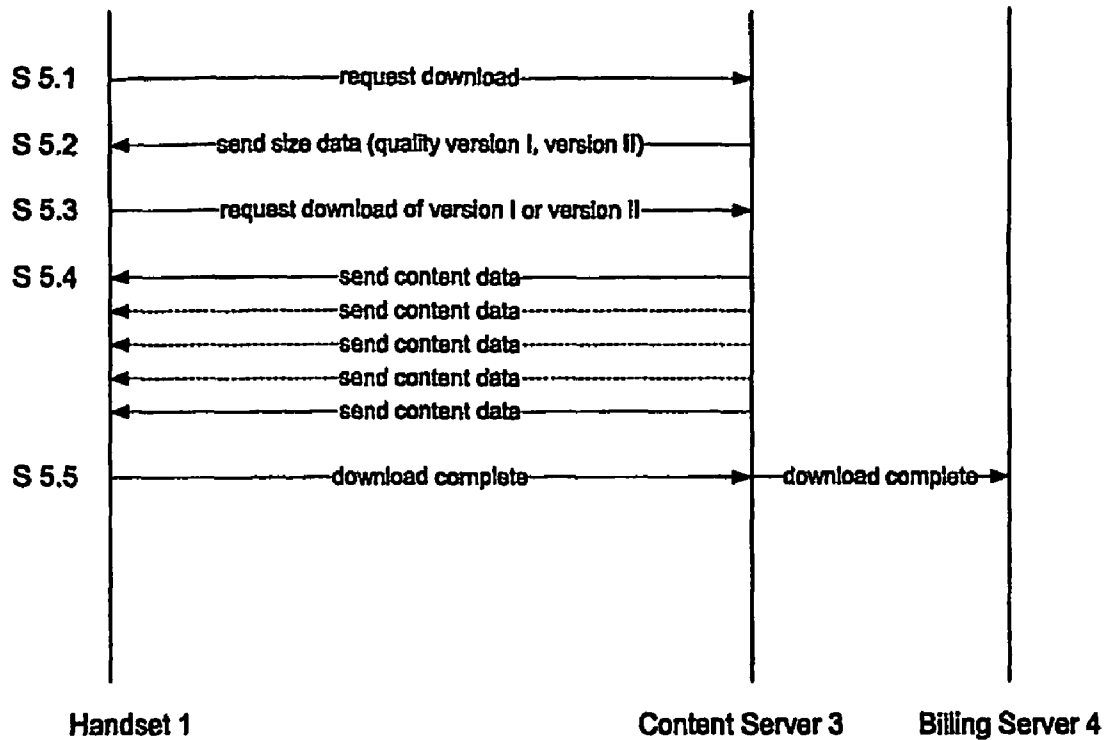 S 5.1 request download
S 5.2 send size data (quality version I, version II)
S 5.3 request download of version I or version II
S 5.4 send content data
send content data
send content data
send content data
send content data
S 5.5 download complete download complete
Handset 1 Content Server 3 Billing Server 4